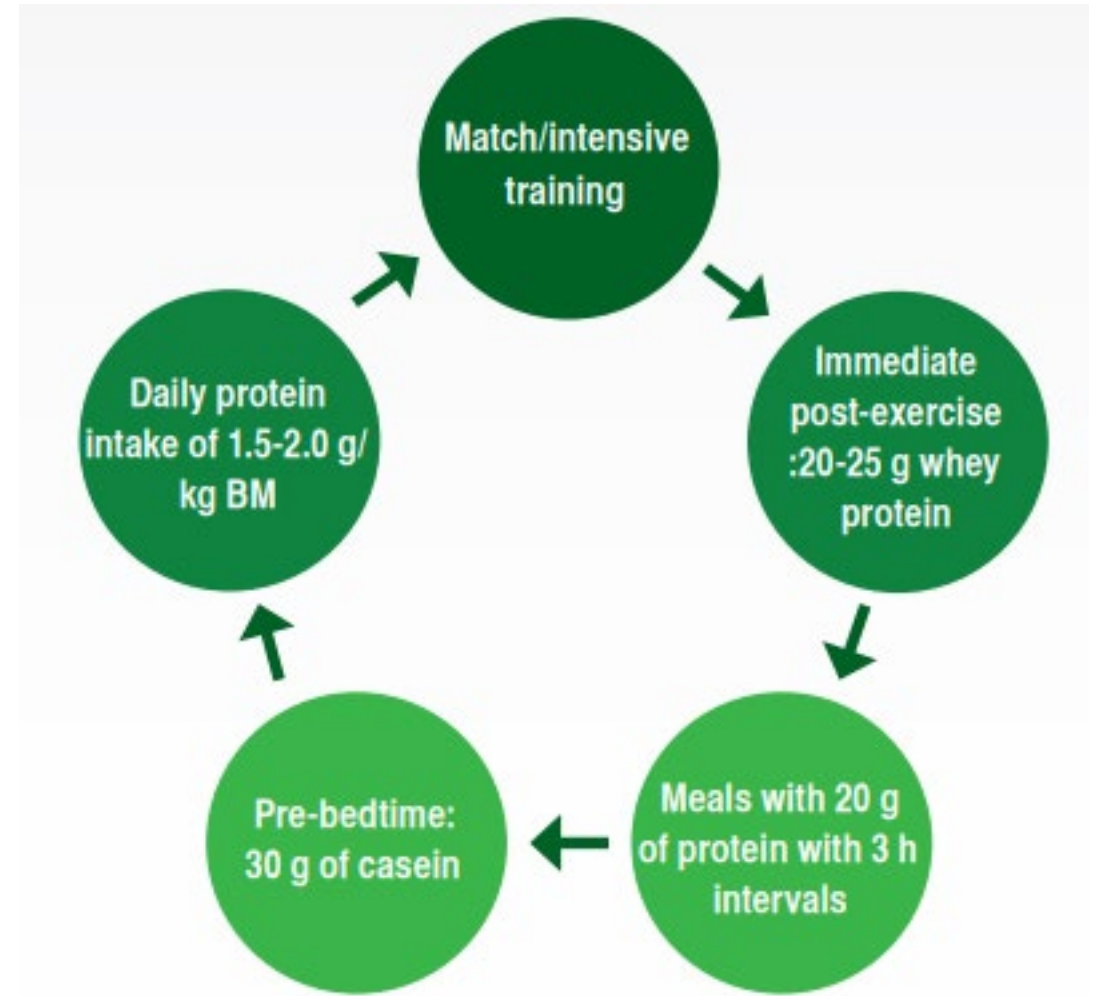 Match/intensive
training
Immediate
post-exercise
:20-25 g whey
protein
Meals with 20 g
of protein with 3 h
intervals
Pre-bedtime:
30 g of casein
Daily protein
intake of 1.5-2.0 g/
kg BM